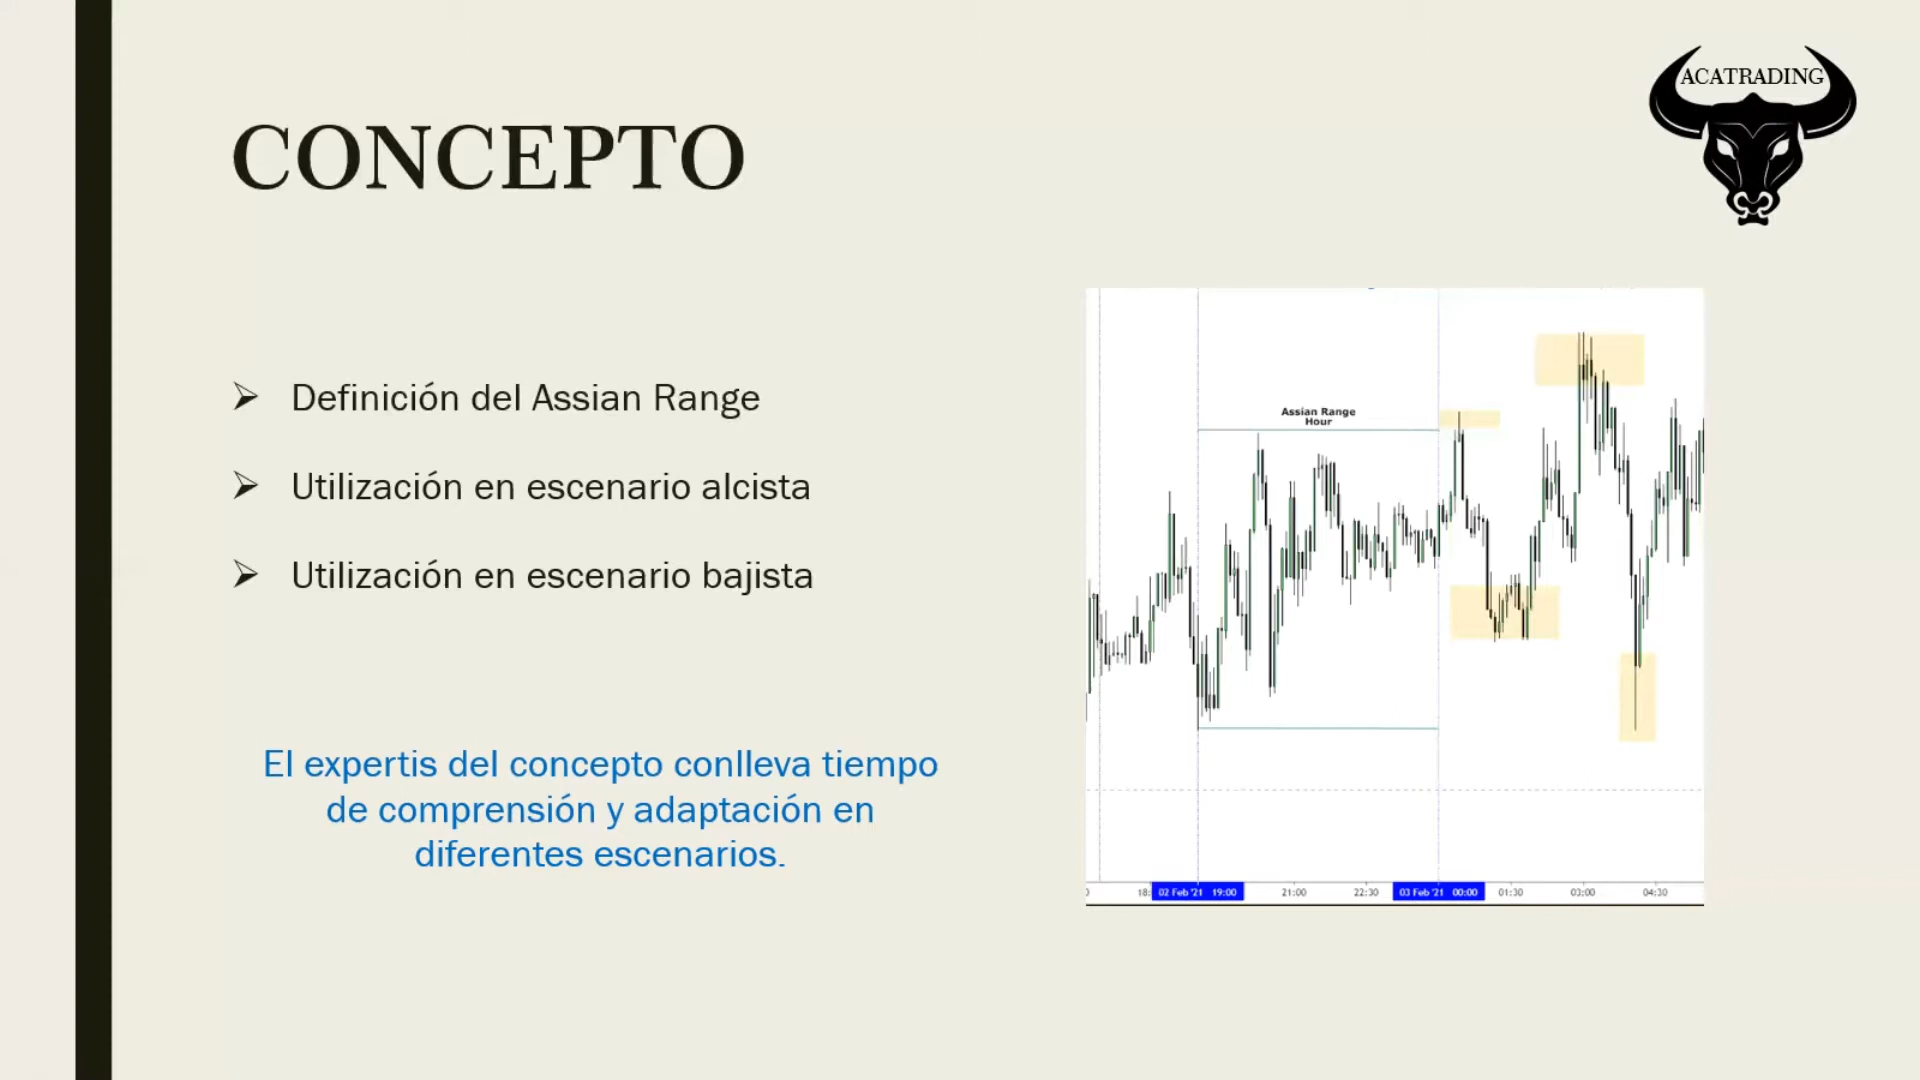 ACATRADING
CONCEPTO
Definición del Assian Range
Utilización en escenario alcista
Utilización en escenario bajista
El expertis del concepto conlleva tiempo
de comprensión y adaptación en
diferentes escenarios.
Assian Range
Hour
18: 02 Feb '21 19:00 21:00 22:30 03 Feb '21 00:00 01:30 03:00 04:30